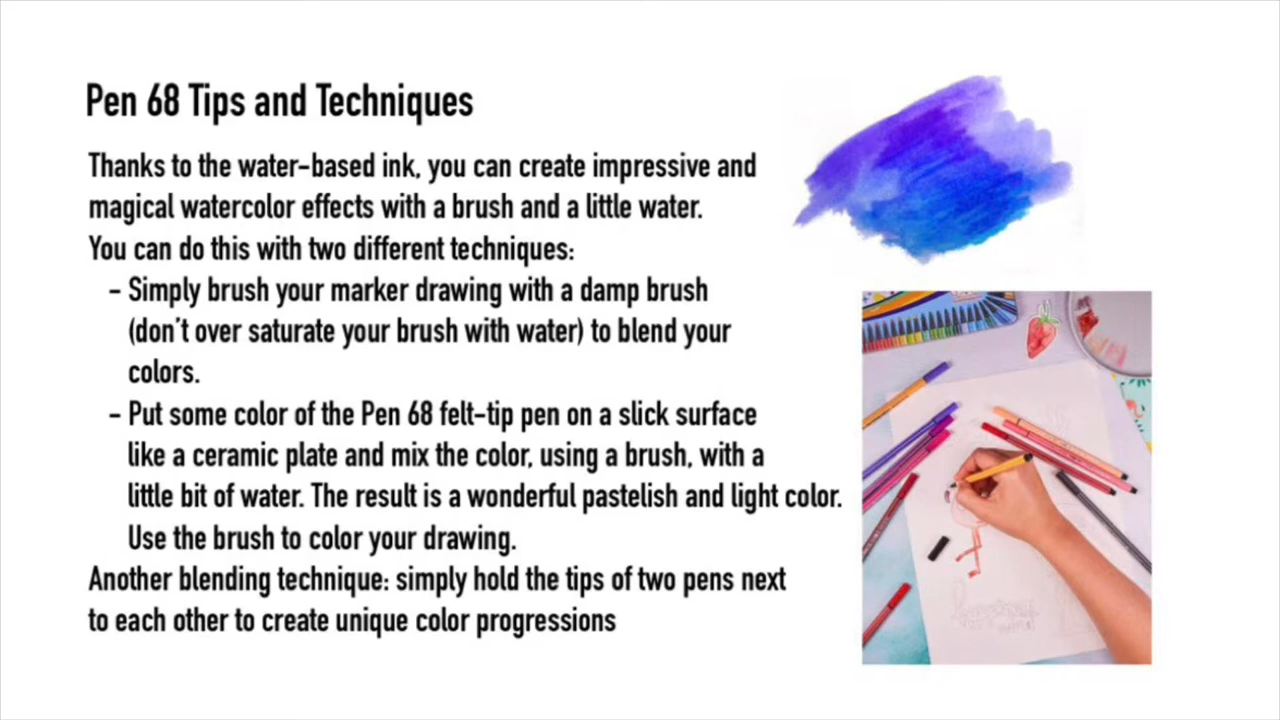 Pen 68 Tips and Techniques
Thanks to the water-based ink, you can create impressive and
magical watercolor effects with a brush and a little water.
You can do this with two different techniques:
- Simply brush your marker drawing with a damp brush
(don't over saturate your brush with water) to blend your
colors.
- Put some color of the Pen 68 felt-tip pen on a slick surface
like a ceramic plate and mix the color, using a brush, with a
little bit of water. The result is a wonderful pastelish and light color.
Use the brush to color your drawing.
Another blending technique: simply hold the tips of two pens next
to each other to create unique color progressions